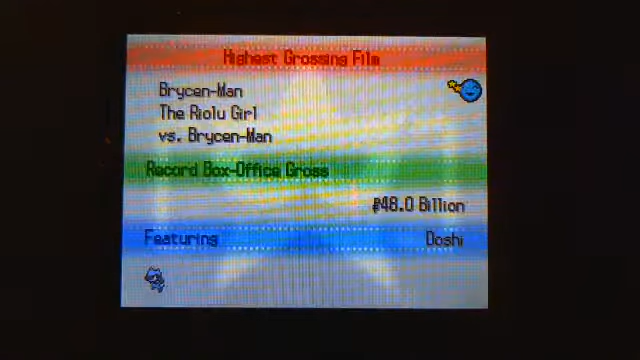 Highest Grossing Film
Brycen-Man
The Riolu Girl
vs. Brycen-Man
Record Box-Office Gross
₽48.0 Billion
Featuring Doshi